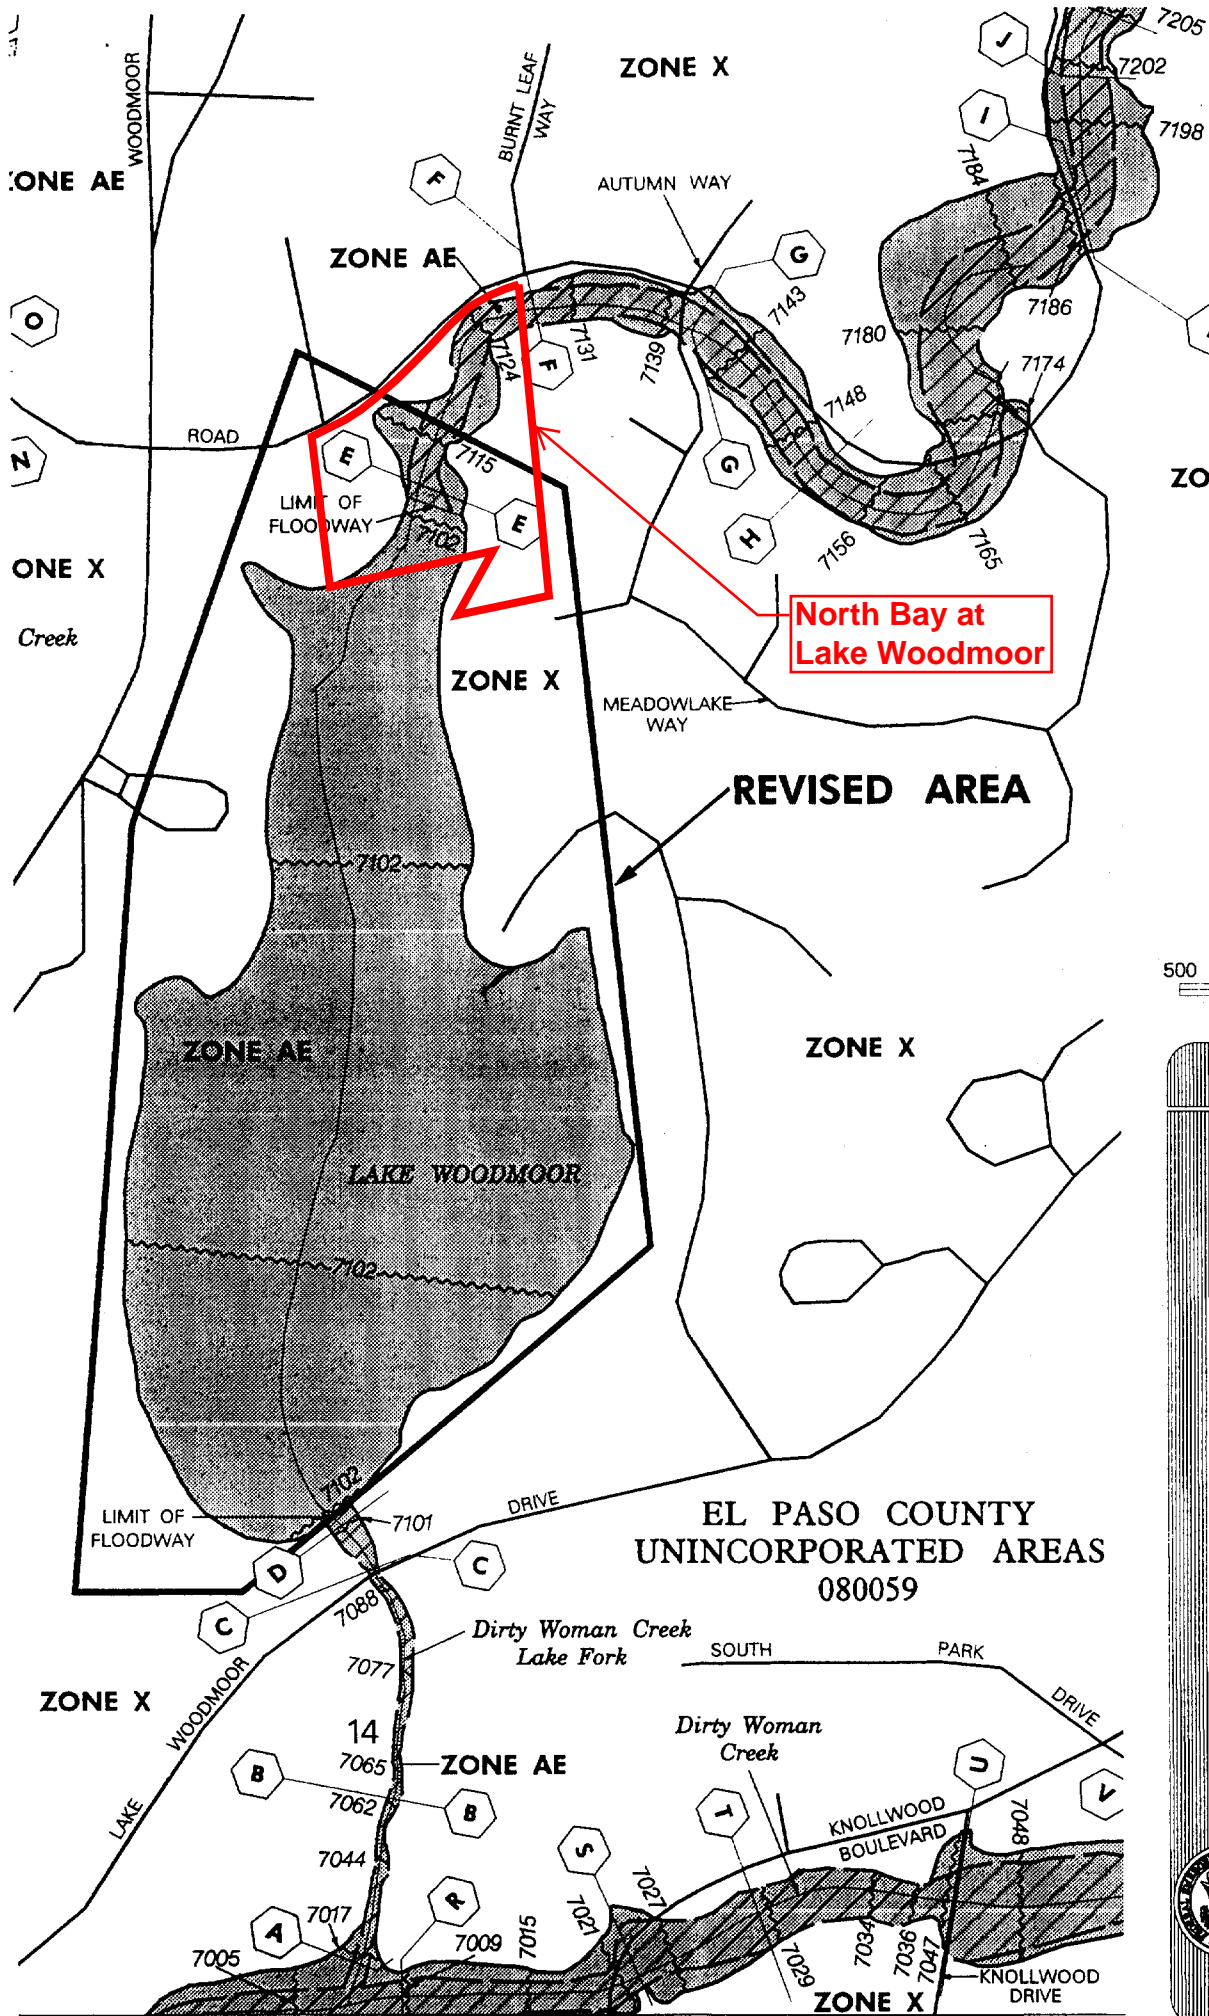 7205
J
ZONE X
7202
WOODMOOR
BURNT LEAF
WAY
I
7198
ZONE AE
F
AUTUMN WAY
7184
ZONE AE
G
7143
7186
O
7180
7124
F
7131
7139
7174
7148
ROAD
E
7115
G
N
LIMIT OF
FLOODWAY
E
7102
H
7156
7165
ZO
ONE X
North Bay at
Lake Woodmoor
Creek
ZONE X
MEADOWLAKE
WAY
REVISED AREA
7102
500
ZONE AE
ZONE X
LAKE WOODMOOR
7102
7102
LIMIT OF
FLOODWAY
7101
DRIVE
EL PASO COUNTY
UNINCORPORATED AREAS
080059
D
C
7088
C
Dirty Woman Creek
Lake Fork
7077
SOUTH PARK
DRIVE
ZONE X
WOODMOOR
LAKE
14
Dirty Woman
Creek
7065
ZONE AE
B
7062
B
T
U
V
KNOLLWOOD
BOULEVARD
7048
7044
S
R
7027
7021
7017
A
7005
7009
7015
7029
7034
7036
7047
KNOLLWOOD
DRIVE
ZONE X